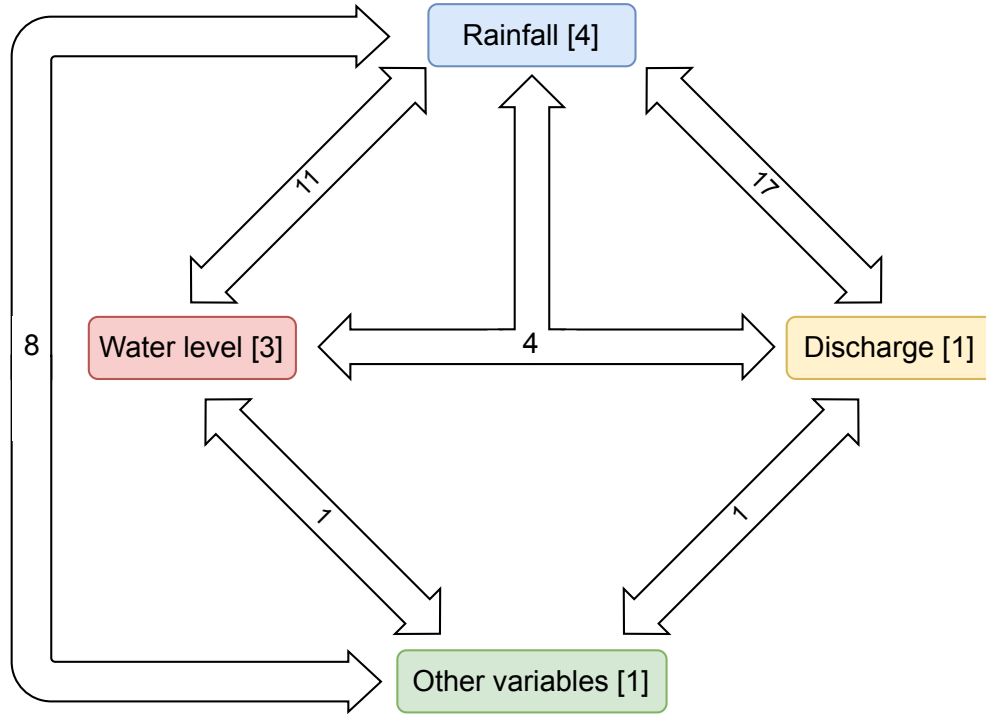 Rainfall [4]
11
17
8
Water level [3]
4
Discharge [1]
1
1
Other variables [1]